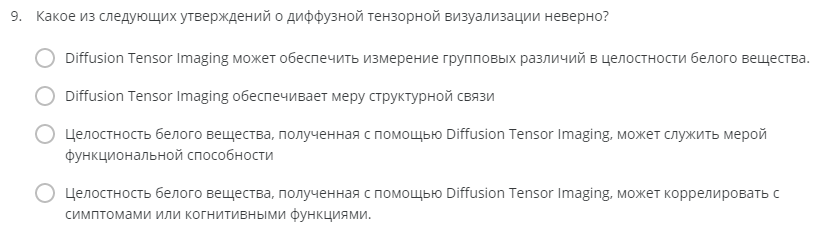 9. Какое из следующих утверждений о диффузной тензорной визуализации неверно?
Diffusion Tensor Imaging может обеспечить измерение групповых различий в целостности белого вещества.
Diffusion Tensor Imaging обеспечивает меру структурной связи
Целостность белого вещества, полученная с помощью Diffusion Tensor Imaging, может служить мерой
функциональной способности
Целостность белого вещества, полученная с помощью Diffusion Tensor Imaging, может коррелировать с
симптомами или когнитивными функциями.